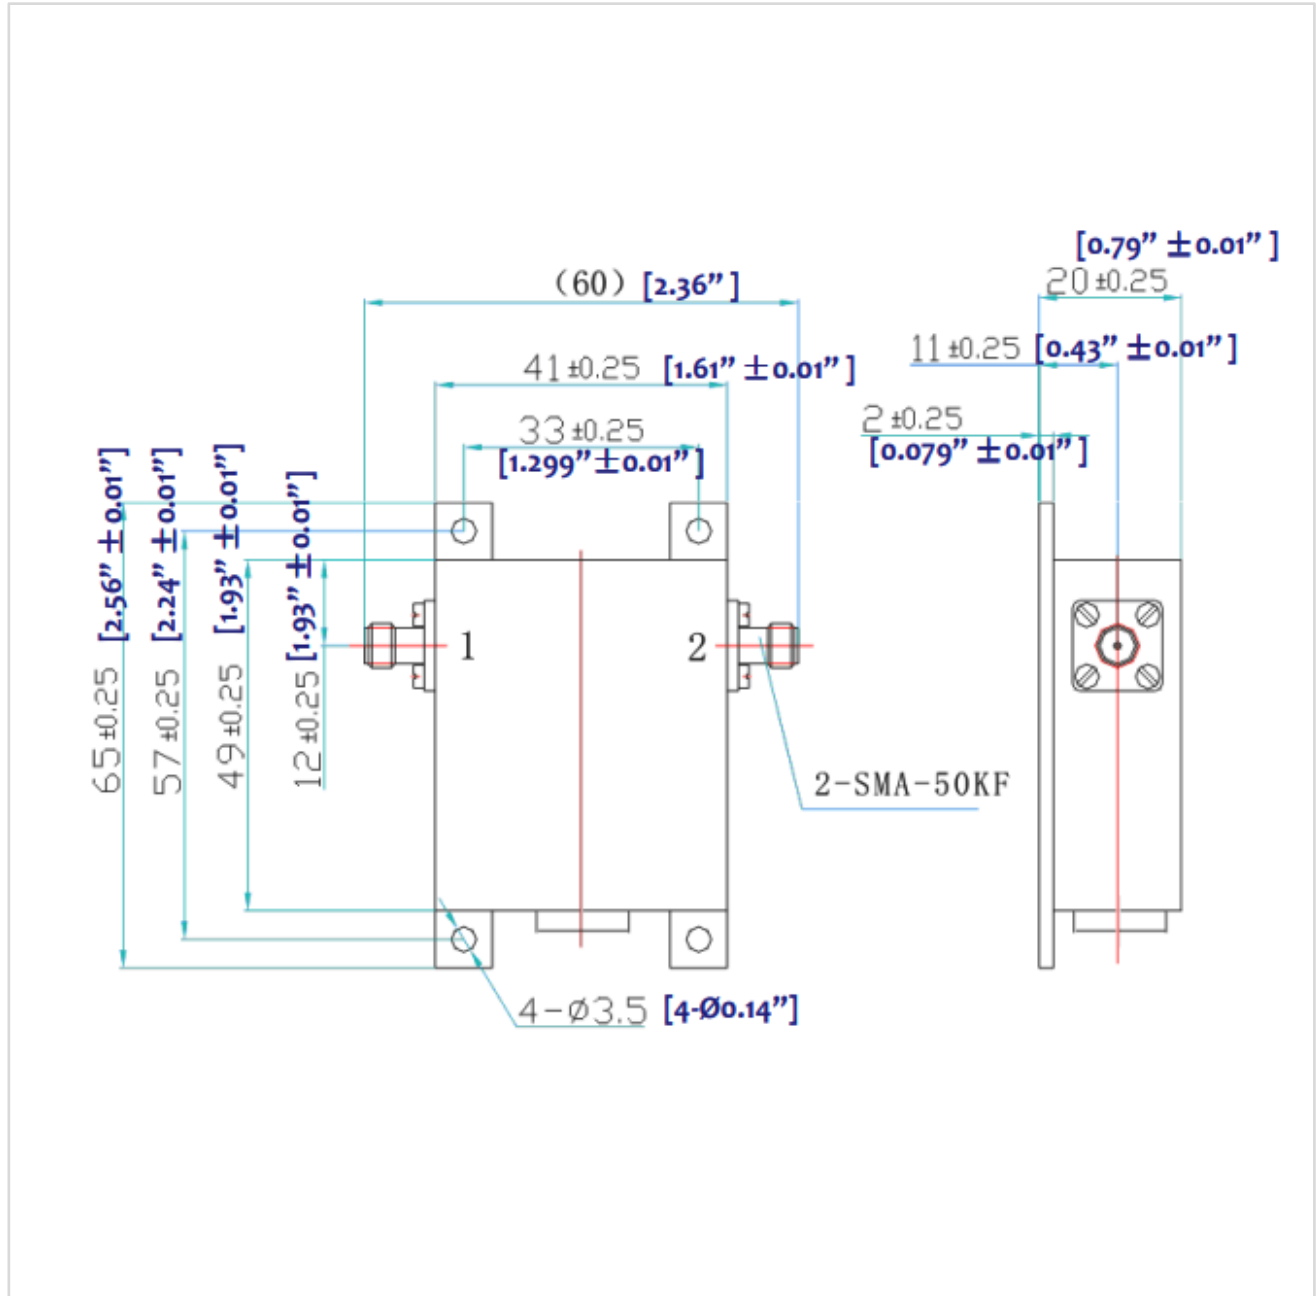 [0.79” ±0.01” ]
20 ±0.25
(60) [2.36” ]
11 ±0.25 [0.43” ±0.01” ]
41 ±0.25 [1.61” ±0.01” ]
2 ±0.25
[0.079” ±0.01” ]
33 ±0.25
[1.299” ±0.01” ]
65 ±0.25 [2.56” ±0.01”]
57 ±0.25 [2.24” ±0.01”]
49 ±0.25 [1.93” ±0.01”]
12 ±0.25 [1.93” ±0.01”]
1
2
2-SMA-50KF
4-Ø3.5 [4-Ø0.14”]